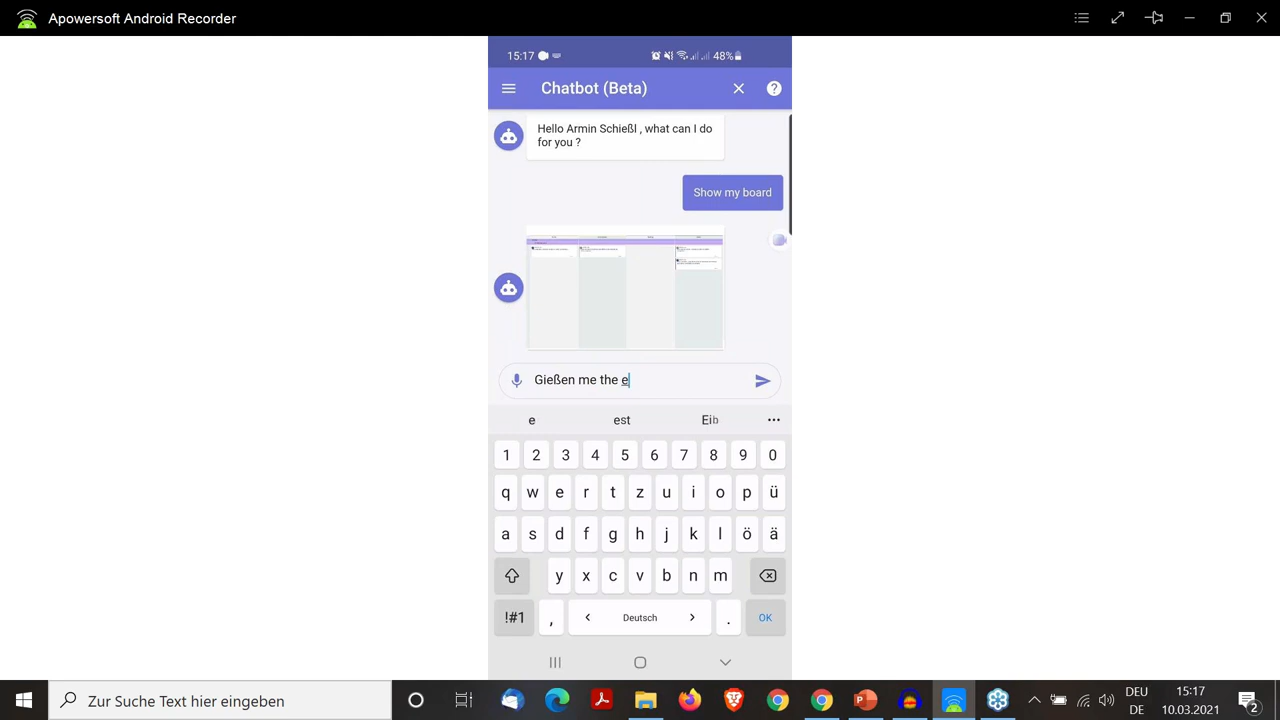 Apowersoft Android Recorder
15:17
48%
Chatbot (Beta)
Hello Armin Schießl , what can I do
for you ?
Show my board
Gießen me the e
e est Eib
1 2 3 4 5 6 7 8 9 0
q w e r t z u i o p ü
a s d f g h j k l ö ä
y x c v b n m
!#1 , < Deutsch > . OK
Zur Suche Text hier eingeben
DEU
DE
15:17
10.03.2021
2